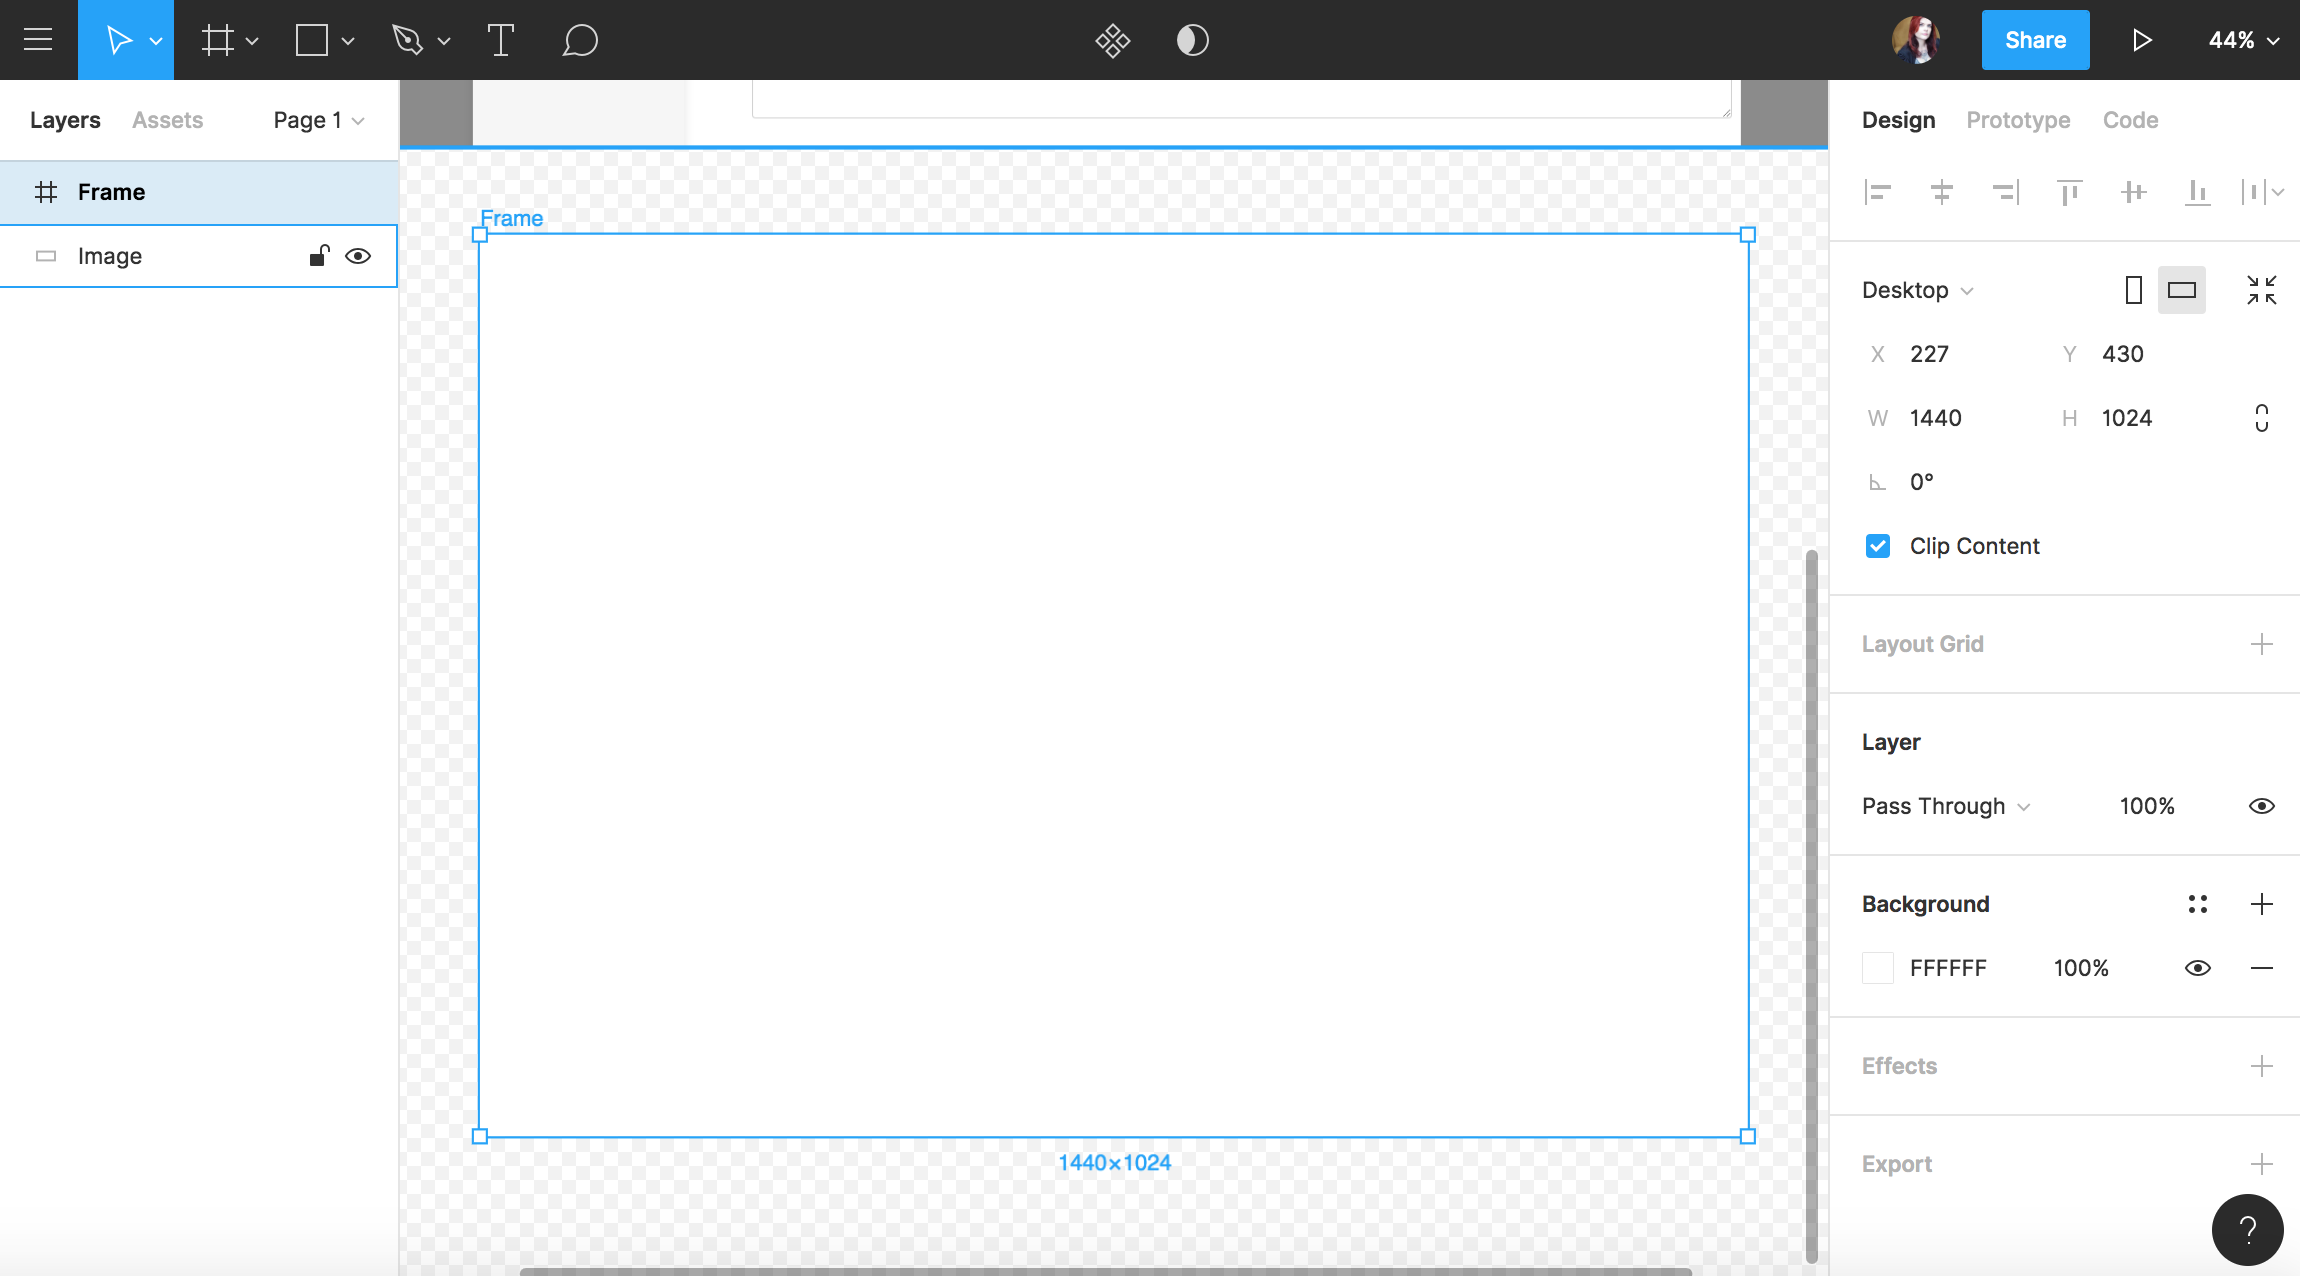 Share
44%
Layers Assets Page 1
Frame
Image
Frame
1440×1024
Design Prototype Code
Desktop
X 227 Y 430
W 1440 H 1024
0°
Clip Content
Layout Grid
Layer
Pass Through 100%
Background
FFFFFF 100%
Effects
Export
?